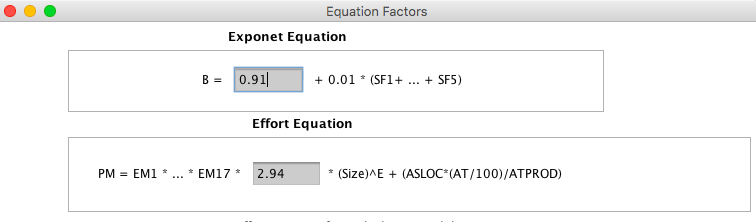 Equation Factors
Exponet Equation
B = 0.91 + 0.01 * (SF1+ ... + SF5)
Effort Equation
PM = EM1 * ... * EM17 * 2.94 * (Size)^E + (ASLOC*(AT/100)/ATPROD)